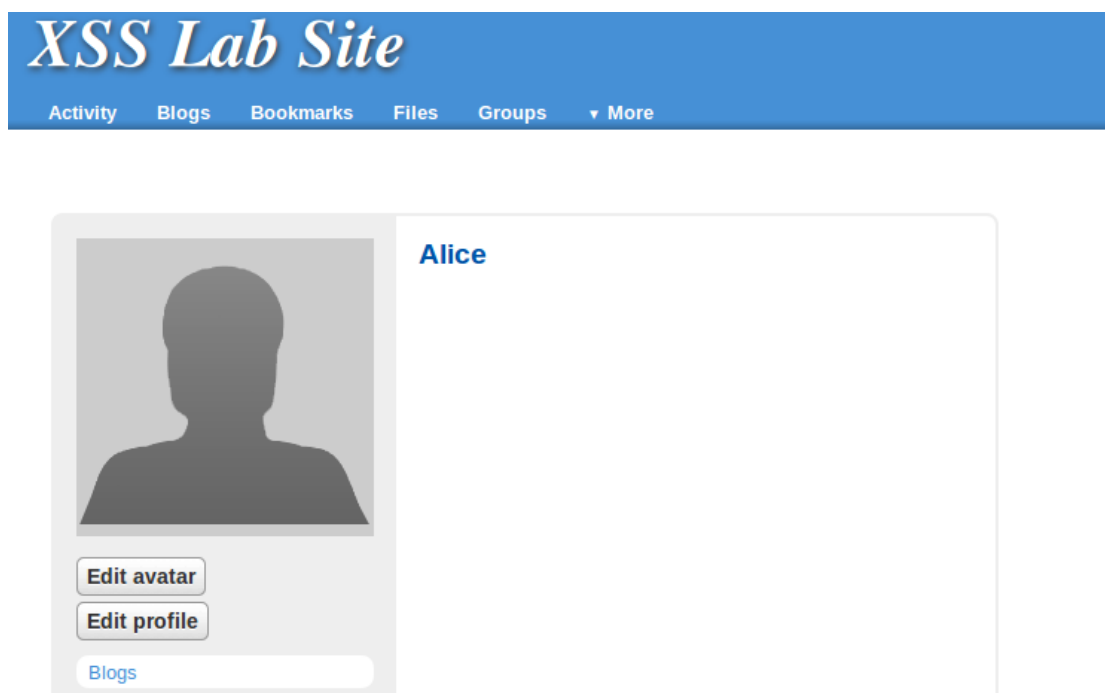 XSS Lab Site
Activity Blogs Bookmarks Files Groups ▼ More
Alice
Edit avatar
Edit profile
Blogs